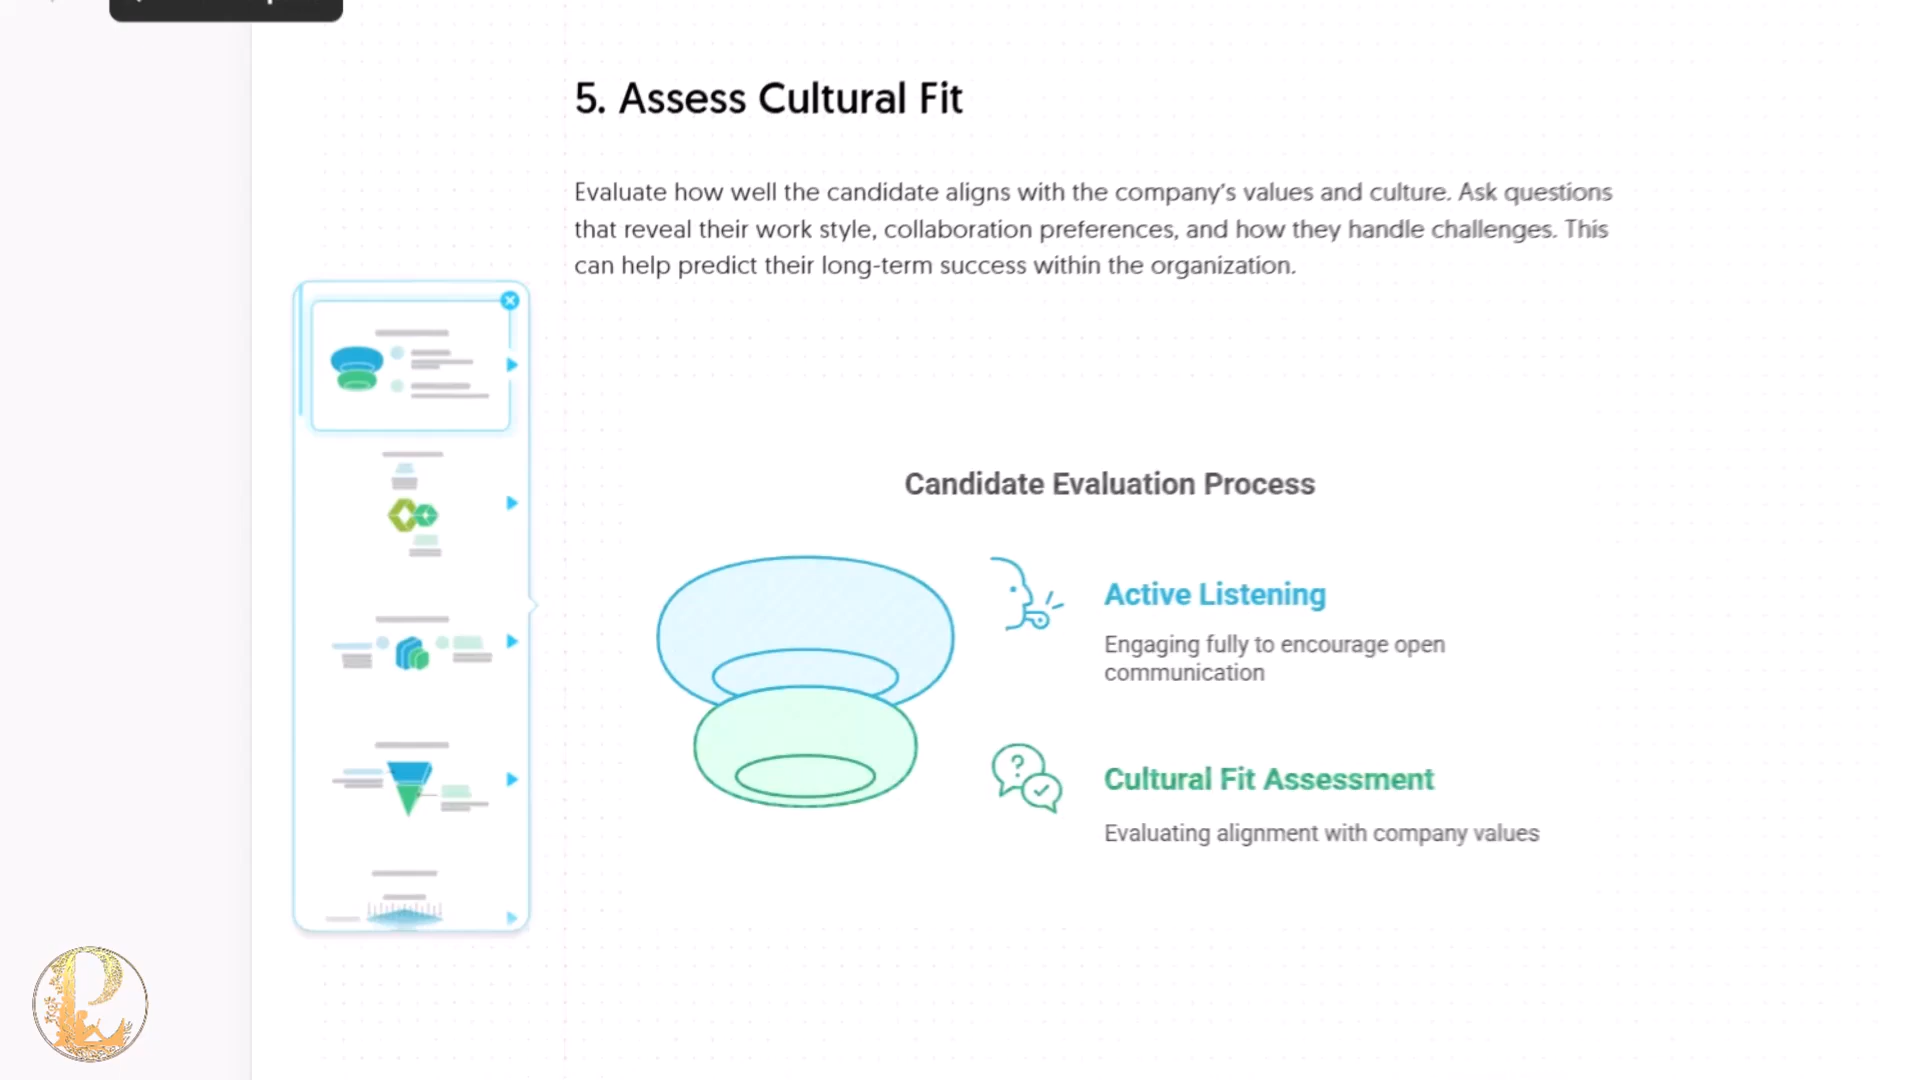 5. Assess Cultural Fit
Evaluate how well the candidate aligns with the company's values and culture. Ask questions
that reveal their work style, collaboration preferences, and how they handle challenges. This
can help predict their long-term success within the organization.
Candidate Evaluation Process
Active Listening
Engaging fully to encourage open
communication
Cultural Fit Assessment
Evaluating alignment with company values